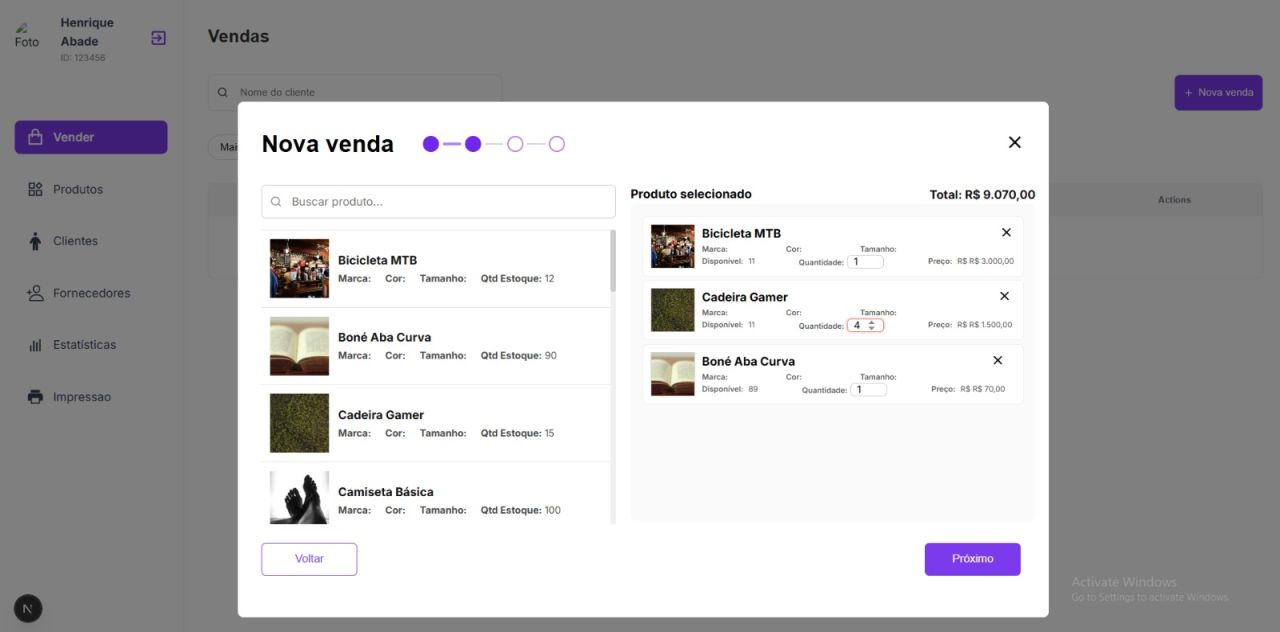 Foto
Henrique
Abade
ID: 123456
Vender
Produtos
Clientes
Fornecedores
Estatísticas
Impressao
N
Vendas
Nome do cliente
+ Nova venda
Mai
Actions
Nova venda
Buscar produto...
Bicicleta MTB
Marca: Cor: Tamanho: Qtd Estoque: 12
Boné Aba Curva
Marca: Cor: Tamanho: Qtd Estoque: 90
Cadeira Gamer
Marca: Cor: Tamanho: Qtd Estoque: 15
Camiseta Básica
Marca: Cor: Tamanho: Qtd Estoque: 100
Produto selecionado Total: R$ 9.070,00
Bicicleta MTB
Marca: Cor: Tamanho:
Disponível: 11 Quantidade: 1 Preço: R$ R$ 3.000,00
Cadeira Gamer
Marca: Cor: Tamanho:
Disponível: 11 Quantidade: 4 Preço: R$ R$ 1.500,00
Boné Aba Curva
Marca: Cor: Tamanho:
Disponível: 89 Quantidade: 1 Preço: R$ R$ 70,00
Voltar
Próximo
Activate Windows
Go to Settings to activate Windows.